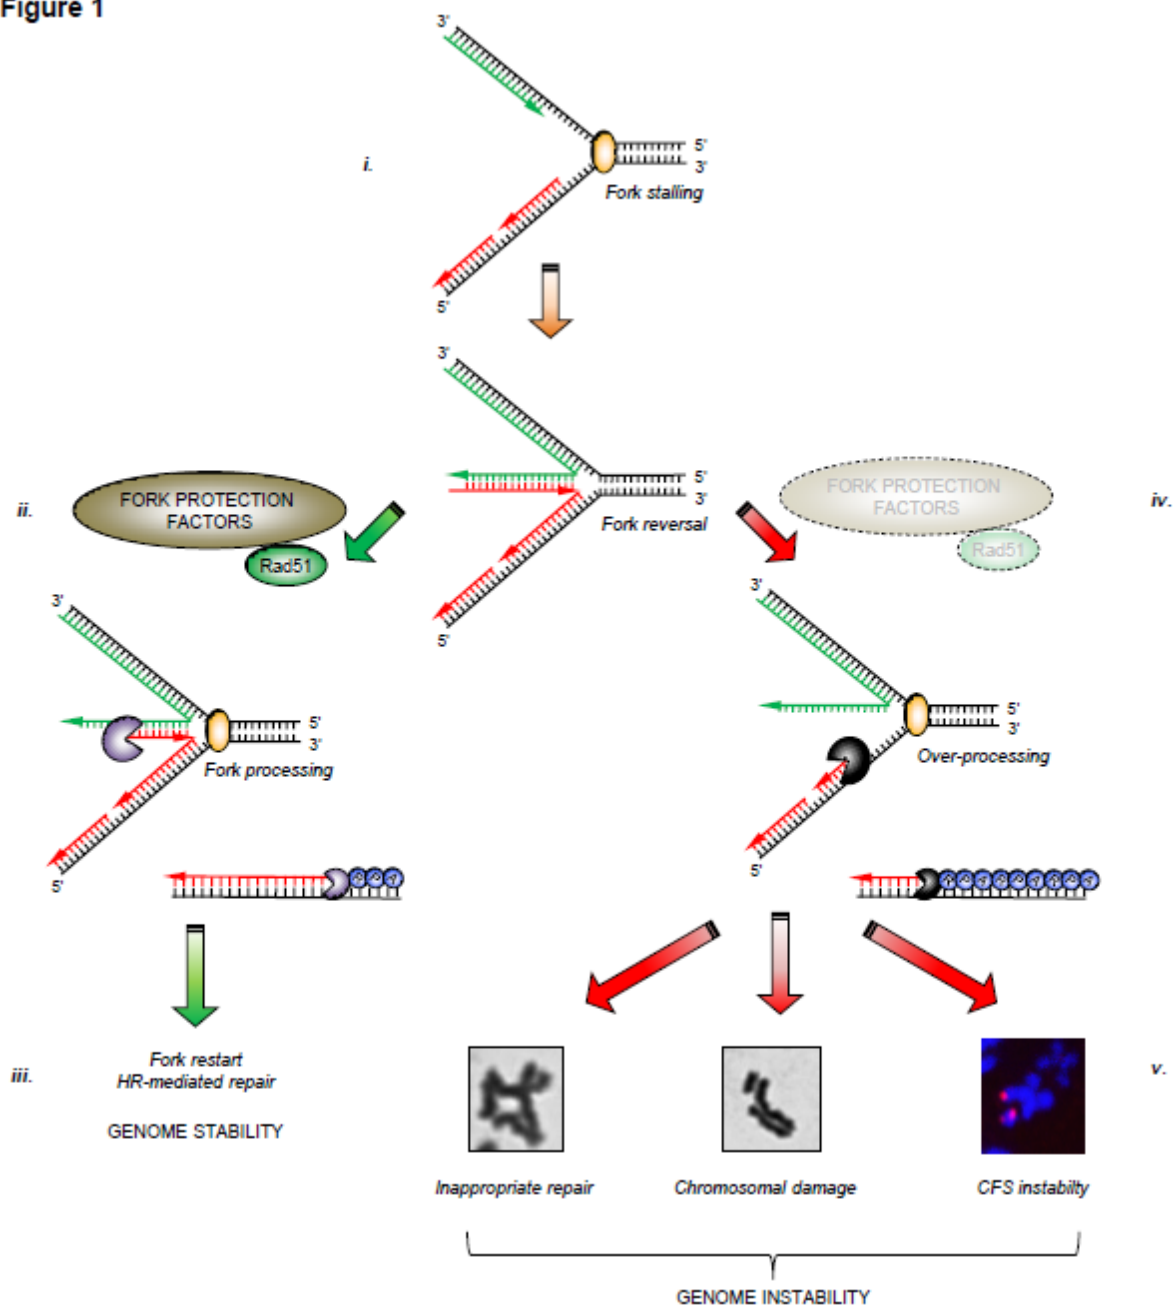 Figure 1
3'
i.
5'
3'
Fork stalling
5'
3'
ii.
FORK PROTECTION
FACTORS
Rad51
5'
3'
Fork reversal
5'
FORK PROTECTION
FACTORS
Rad51
iv.
3'
5'
3'
Fork processing
5'
3'
5'
3'
Over-processing
5'
iii.
Fork restart
HR-mediated repair
GENOME STABILITY
v.
Inappropriate repair
Chromosomal damage
CFS instabilty
GENOME INSTABILITY